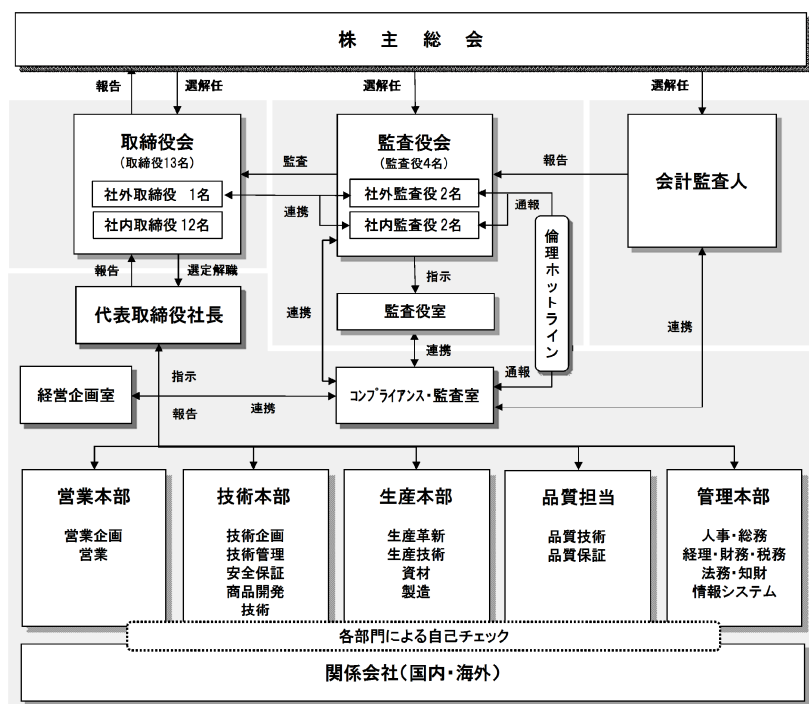 株主総会
報告
選解任
選解任
選解任
取締役会
(取締役13名)
社外取締役 1名
社内取締役12名
監査
監査役会
(監査役4名)
社外監査役2名
社内監査役2名
報告
会計監査人
連携
通報
倫理ホットライン
報告
選定解職
指示
代表取締役社長
連携
監査役室
連携
連携
指示
通報
経営企画室
報告
連携
コンプライアンス・監査室
営業本部
営業企画
営業
技術本部
技術企画
技術管理
安全保証
商品開発
技術
生産本部
生産革新
生産技術
資材
製造
品質担当
品質技術
品質保証
管理本部
人事・総務
経理・財務・税務
法務・知財
情報システム
各部門による自己チェック
関係会社(国内・海外)